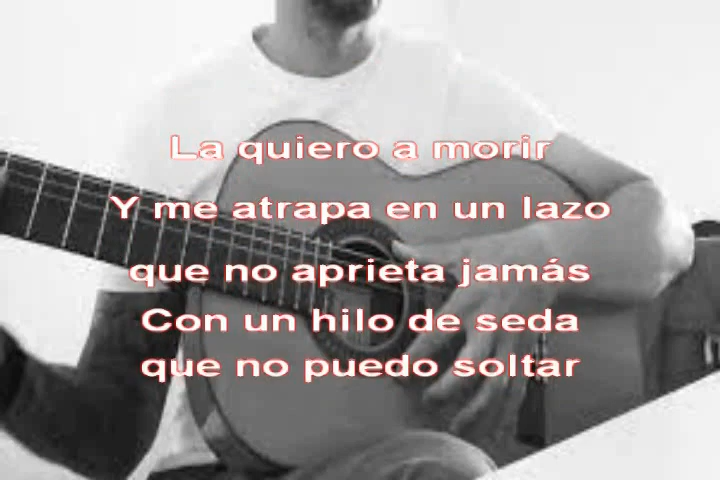 La quiero a morir
Y me atrapa en un lazo
que no aprieta jamás
Con un hilo de seda
que no puedo soltar